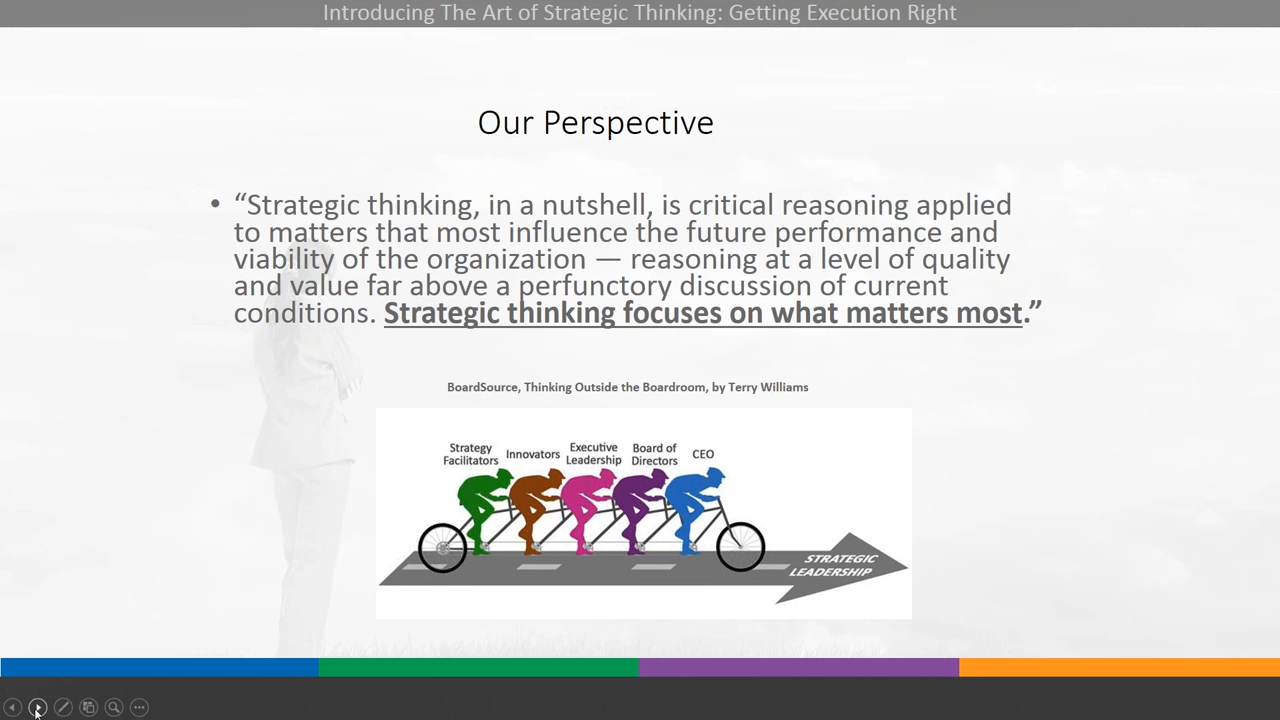 Introducing The Art of Strategic Thinking: Getting Execution Right
Our Perspective
• “Strategic thinking, in a nutshell, is critical reasoning applied
to matters that most influence the future performance and
viability of the organization — reasoning at a level of quality
and value far above a perfunctory discussion of current
conditions. Strategic thinking focuses on what matters most.”
BoardSource, Thinking Outside the Boardroom, by Terry Williams
Strategy
Facilitators
Innovators
Executive
Leadership
Board of
Directors
CEO
STRATEGIC
LEADERSHIP